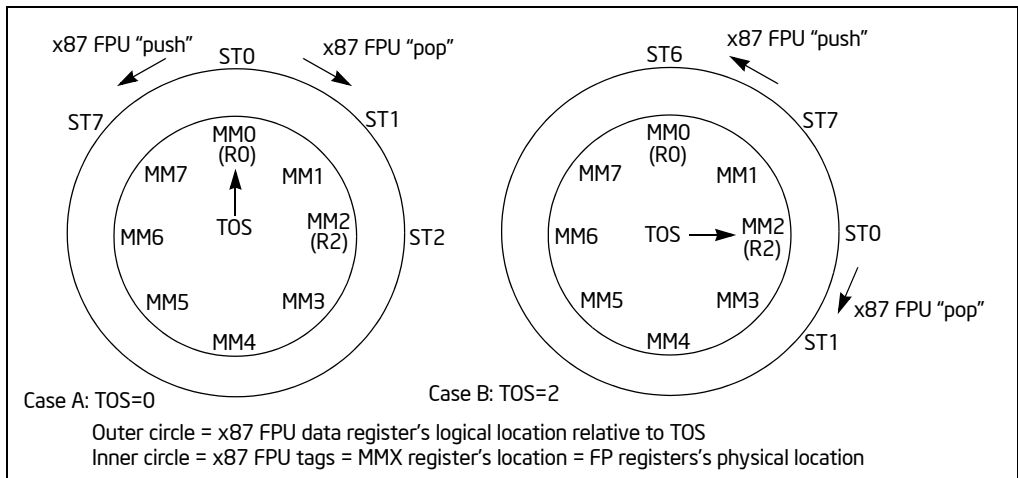 x87 FPU "push"
x87 FPU "pop"
ST0
ST7
ST1
ST2
MM0
(R0)
MM7
MM1
MM6
TOS
MM2
(R2)
MM5
MM3
MM4
Case A: TOS=0
x87 FPU "push"
ST6
ST7
ST0
ST1
x87 FPU "pop"
MM0
(R0)
MM7
MM1
MM6
TOS
MM2
(R2)
MM5
MM3
MM4
Case B: TOS=2
Outer circle = x87 FPU data register's logical location relative to TOS
Inner circle = x87 FPU tags = MMX register's location = FP registers's physical location